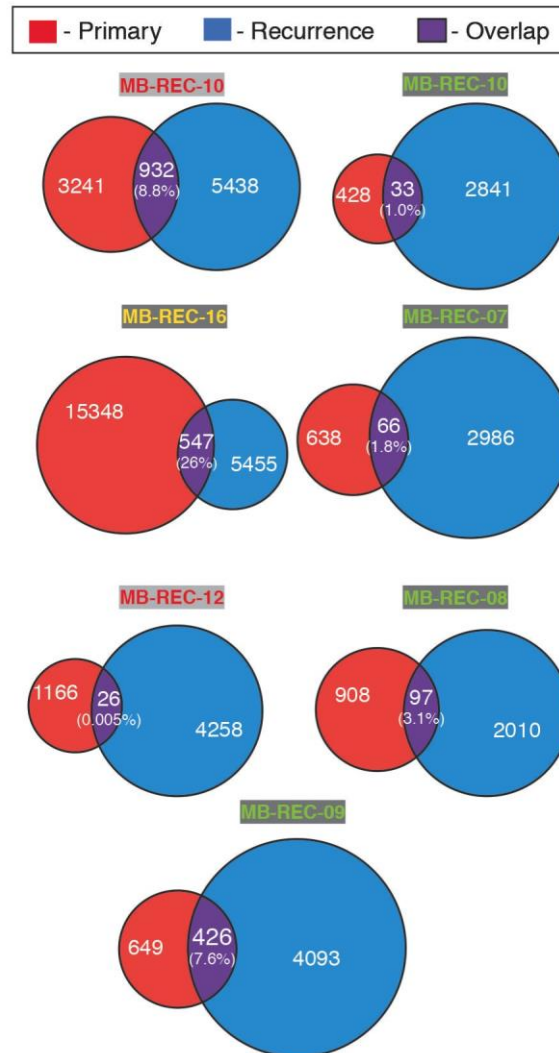 - Primary - Recurrence - Overlap
MB-REC-10
3241 932 (8.8%) 5438
MB-REC-10
428 33 (1.0%) 2841
MB-REC-16
15348 547 (26%) 5455
MB-REC-07
638 66 (1.8%) 2986
MB-REC-12
1166 26 (0.005%) 4258
MB-REC-08
908 97 (3.1%) 2010
MB-REC-09
649 426 (7.6%) 4093